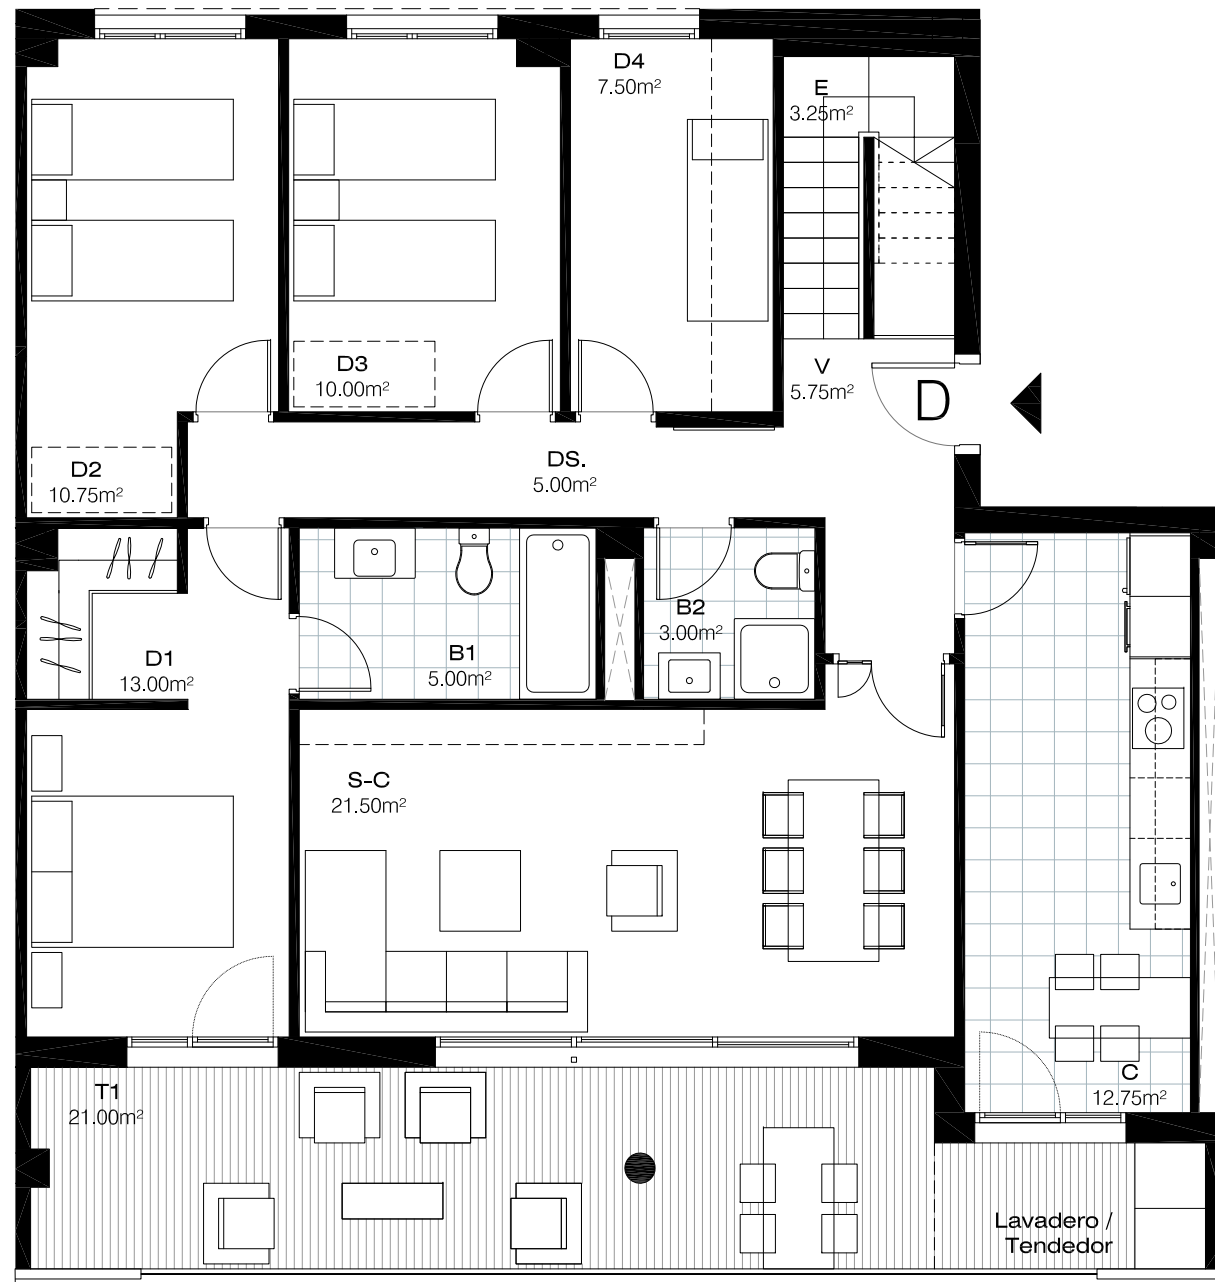 D4
7.50m²
E
3.25m²
D3
10.00m²
V
5.75m²
D
D2
10.75m²
DS.
5.00m²
B2
3.00m²
B1
5.00m²
D1
13.00m²
S-C
21.50m²
C
12.75m²
T1
21.00m²
Lavadero /
Tendedor